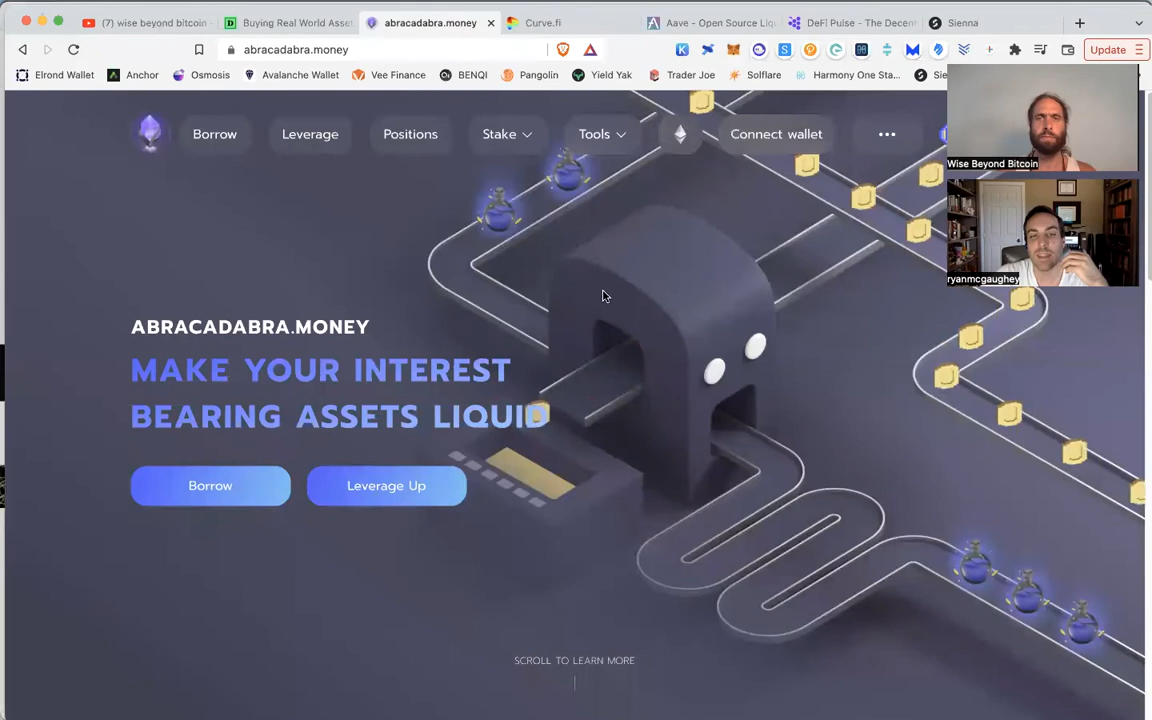 (7) wise beyond bitcoin
Buying Real World Asset
abracadabra.money
Curve.fi
Aave - Open Source Liq
DeFi Pulse - The Decent
Sienna
abracadabra.money
Update
Elrond Wallet
Anchor
Osmosis
Avalanche Wallet
Vee Finance
BENQI
Pangolin
Yield Yak
Trader Joe
Solflare
Harmony One Sta...
Sie
Borrow
Leverage
Positions
Stake
Tools
Connect wallet
Wise Beyond Bitcoin
ryanmcgaughey
ABRACADABRA.MONEY
MAKE YOUR INTEREST
BEARING ASSETS LIQUID
Borrow
Leverage Up
SCROLL TO LEARN MORE